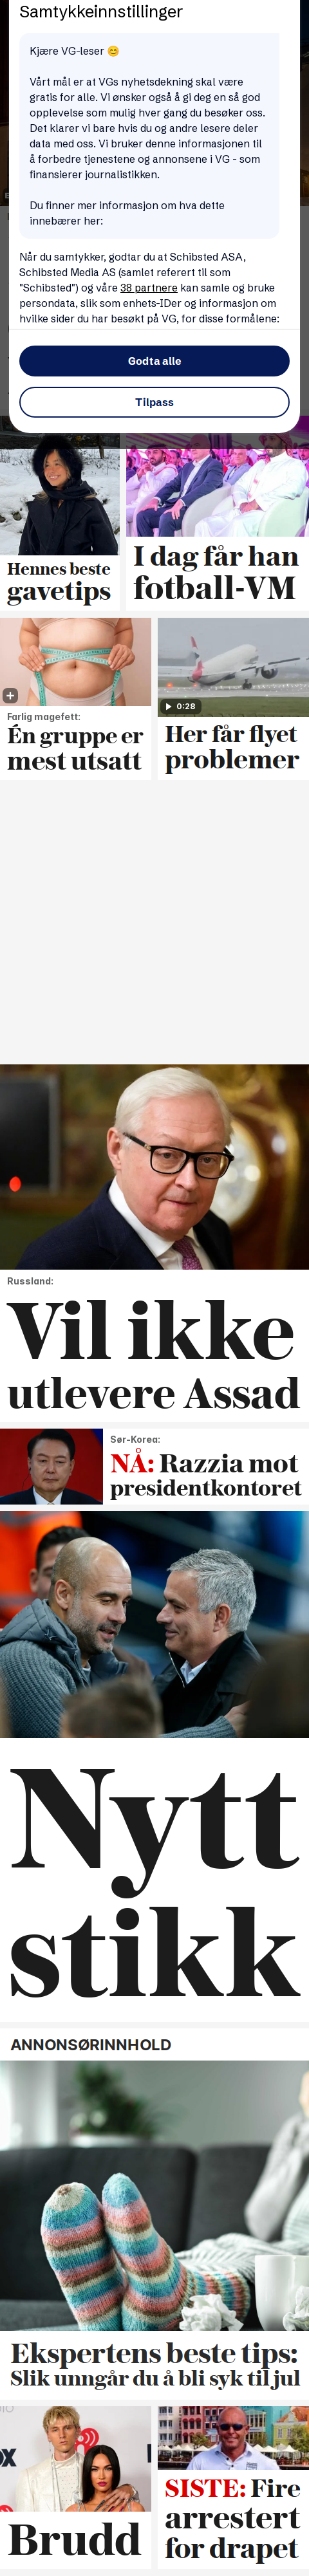 Samtykkeinnstillinger
Kjære VG-leser 😊
Vårt mål er at VGs nyhetsdekning skal være
gratis for alle. Vi ønsker også å gi deg en så god
opplevelse som mulig hver gang du besøker oss.
Det klarer vi bare hvis du og andre lesere deler
data med oss. Vi bruker denne informasjonen til
å forbedre tjenestene og annonsene i VG - som
finansierer journalistikken.
Du finner mer informasjon om hva dette
innebærer her:
Når du samtykker, godtar du at Schibsted ASA,
Schibsted Media AS (samlet referert til som
"Schibsted") og våre 38 partnere kan samle og bruke
persondata, slik som enhets-IDer og informasjon om
hvilke sider du har besøkt på VG, for disse formålene:
Godta alle
Tilpass
Hennes beste
gavetips
I dag får han
fotball-VM
Farlig magefett:
Én gruppe er
mest utsatt
0:28
Her får flyet
problemer
Russland:
Vil ikke
utlevere Assad
Sør-Korea:
NÅ: Razzia mot
presidentkontoret
Nytt
stikk
ANNONSØRINNHOLD
Ekspertens beste tips:
Slik unngår du å bli syk til jul
Brudd
SISTE: Fire
arrestert
for drapet